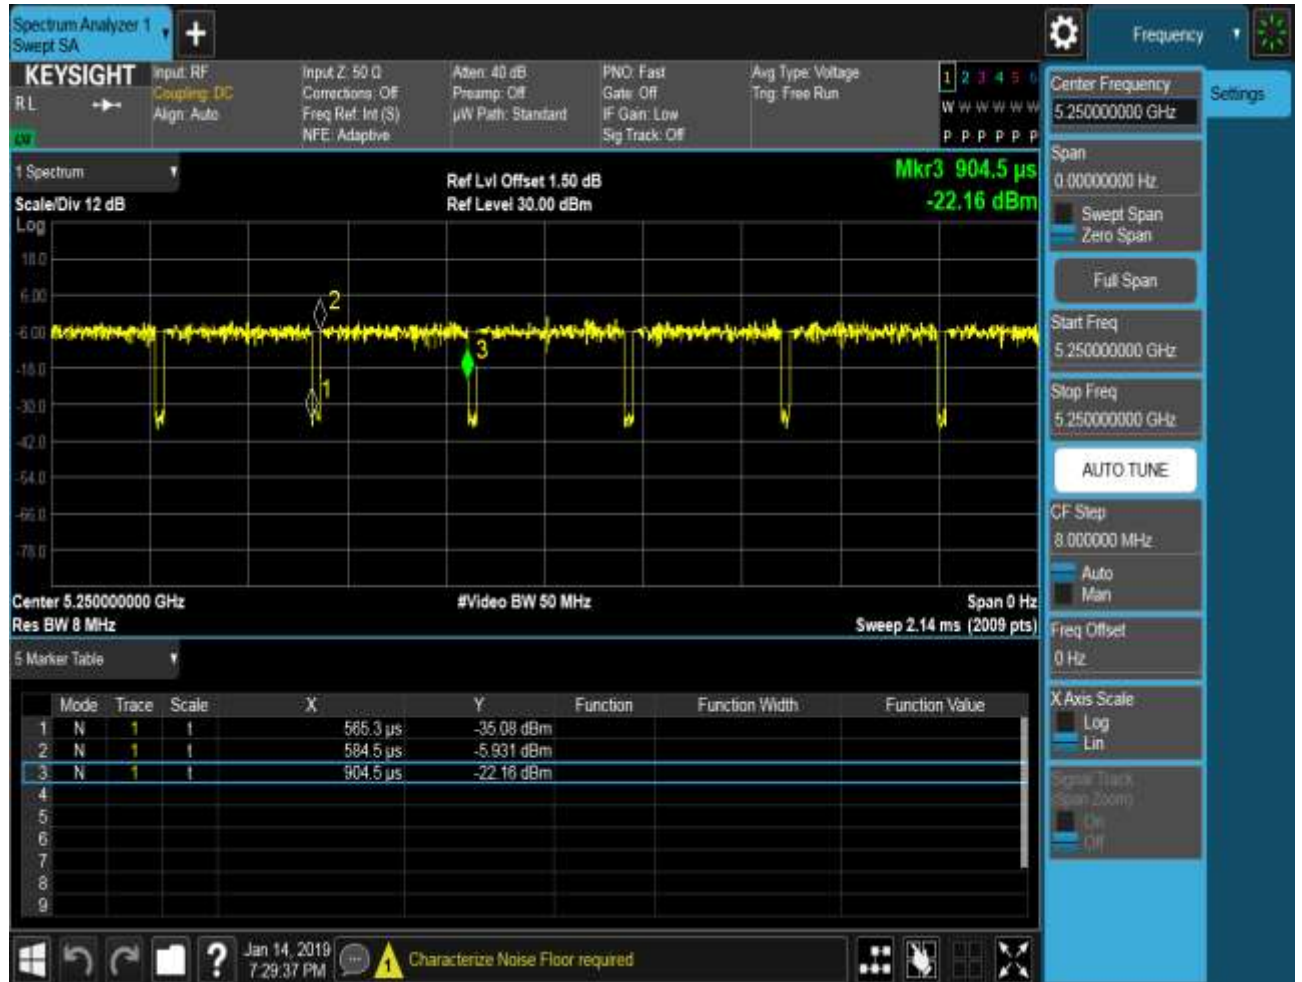 Spectrum Analyzer 1
Swept SA
+
Frequency
KEYSIGHT
RL
Input: RF
Coupling: DC
Align: Auto
Input Z: 50 Ω
Corrections: Off
Freq Ref: Int (S)
NFE: Adaptive
Atten: 40 dB
Preamp: Off
µW Path: Standard
PNO: Fast
Gate: Off
IF Gain: Low
Sig Track: Off
Avg Type: Voltage
Trig: Free Run
1 2 3 4 5 6
W W W W W W
P P P P P P
1 Spectrum
Scale/Div 12 dB
Ref Lvl Offset 1.50 dB
Ref Level 30.00 dBm
Mkr3 904.5 µs
-22.16 dBm
Log
18.0
6.00
-6.00
-18.0
-30.0
-42.0
-54.0
-66.0
-78.0
2
3
1
Center 5.250000000 GHz
#Video BW 50 MHz
Span 0 Hz
Res BW 8 MHz
Sweep 2.14 ms (2009 pts)
5 Marker Table
Mode Trace Scale X Y Function Function Width Function Value
1 N 1 t 565.3 µs -35.08 dBm
2 N 1 t 584.5 µs -5.931 dBm
3 N 1 t 904.5 µs -22.16 dBm
4
5
6
7
8
9
?
Jan 14, 2019
7:29:37 PM
1
Characterize Noise Floor required
Settings
Center Frequency
5.250000000 GHz
Span
0.00000000 Hz
Swept Span
Zero Span
Full Span
Start Freq
5.250000000 GHz
Stop Freq
5.250000000 GHz
AUTO TUNE
CF Step
8.000000 MHz
Auto
Man
Freq Offset
0 Hz
X Axis Scale
Log
Lin
Signal Track
(Span Zoom)
On
Off